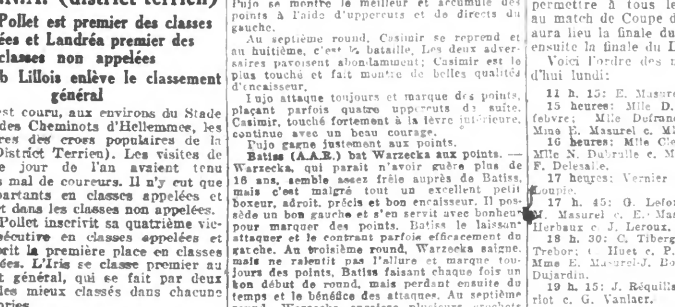 Pollet est premier des classes
ées et Landréa premier des
classes non appelées
b Lillois enlève le classement
général
est couru, aux environs du Stade
des Cheminots d'Hellemmes, les
res des cross populaires de la
District Terrien). Les visites de
e jour de l'an avaient tenu
s mal de coureurs. Il n'y eut que
partants en classes appelées et
t dans les classes non appelées.
Pollet inscrivit sa quatrième vic-
sécutive en classes appelées et
rit la première place en classes
ées. L'Iris se classe premier au
t général, qui se fait par deux
les mieux classés dans chacune
Pujo se montre le meilleur et accumule des
points à l'aide d'uppercuts et de directs du
gauche.
Au septième round, Casimir se reprend et
au huitième, c'est la bataille. Les deux adver-
saires pavoisent abondamment; Casimir est le
plus touché et fait montre de belles qualités
d'encaisseur.
Pujo attaque toujours et marque des points,
plaçant parfois quatre uppercuts de suite.
Casimir, touché fortement à la lèvre inférieure,
continue avec un beau courage.
Pujo gagne justement aux points.
Batiss (A.A.E.) bat Warzecka aux points. —
Warzecka, qui parait n'avoir guère plus de
16 ans, semble assez frêle auprès de Batiss,
mais c'est malgré tout un excellent petit
boxeur, adroit, précis et bon encaisseur. Il pos-
sède un bon gauche et s'en servit avec bonheur
pour marquer des points. Batiss le laissant
attaquer et le contrant parfois efficacement du
gauche. Au troisième round, Warzecka saigne,
mais ne ralentit pas l'allure et marque tou-
jours des points, Batiss faisant chaque fois un
bon début de round, mais perdant ensuite du
temps et le bénéfice des attaques. Au septième
permettre à tous le
au match de Coupe d
aura lieu la finale du
ensuite la finale du D
Voici l'ordre des m
d'hui lundi:
11 h. 15: E. Masure
15 heures: Mlle D.
febvre; Mlle Dufranc
Mme E. Masurel c. M
16 heures: Mlle Cle
Mlle N. Dubrulle c. M
F. Delesalle.
17 heures: Vernier
Loupie.
17 h. 45: G. Lefo
M. Masurel c. E. Mas
Herbaux c. J. Leroux.
18 h. 30: C. Tiberg
Trebor; Huet c. P.
Mme E. Masurel-J. Bo
Dujardin.
19 h. 15: J. Réquilla
riot c. G. Vanlaer.